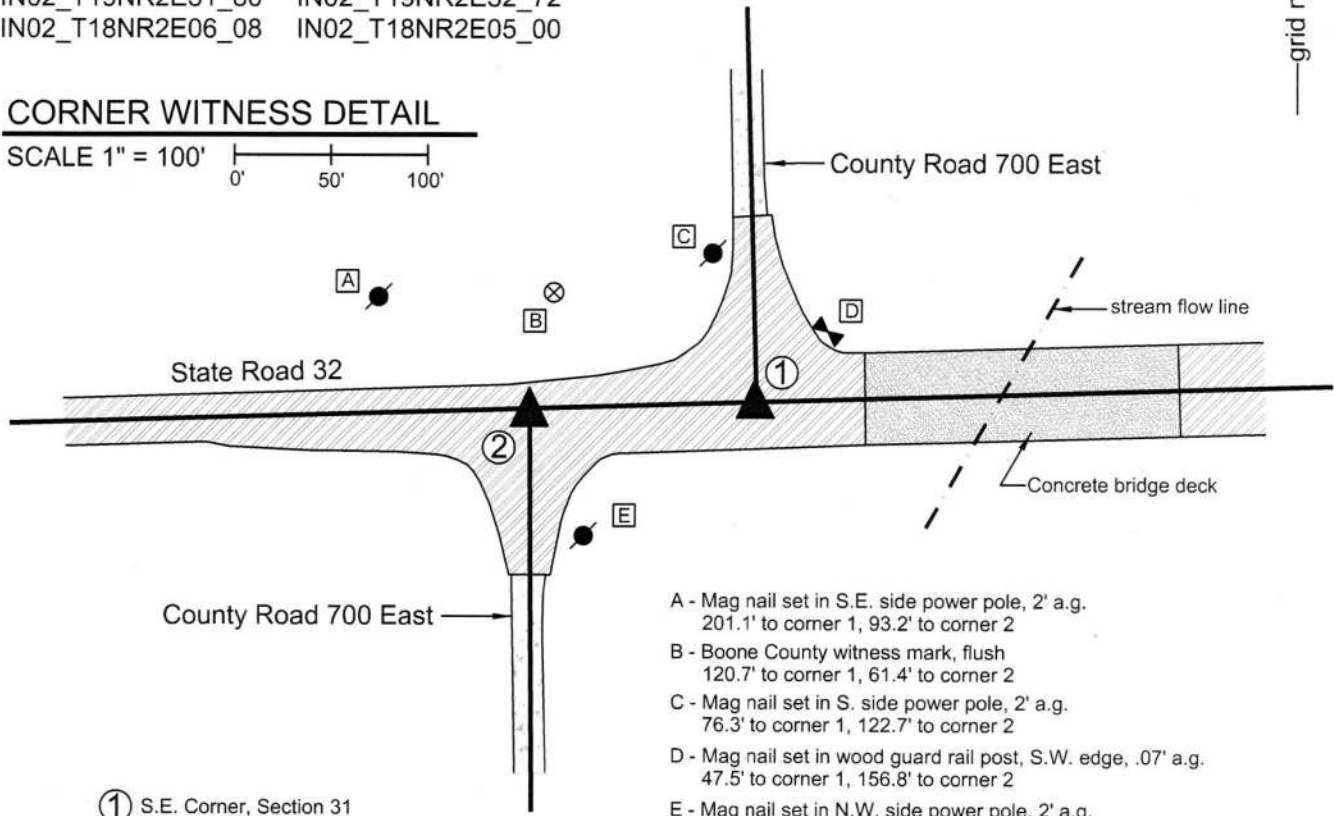 IN02_T18NR2E06_08 IN02_T18NR2E05_00
CORNER WITNESS DETAIL
SCALE 1" = 100'
0' 50' 100'
County Road 700 East
C
A
B
D
stream flow line
State Road 32
1
2
Concrete bridge deck
E
County Road 700 East
A - Mag nail set in S.E. side power pole, 2' a.g.
201.1' to corner 1, 93.2' to corner 2
B - Boone County witness mark, flush
120.7' to corner 1, 61.4' to corner 2
C - Mag nail set in S. side power pole, 2' a.g.
76.3' to corner 1, 122.7' to corner 2
D - Mag nail set in wood guard rail post, S.W. edge, .07' a.g.
47.5' to corner 1, 156.8' to corner 2
E - Mag nail set in N.W. side power pole, 2' a.g.
1 S.E. Corner, Section 31
grid